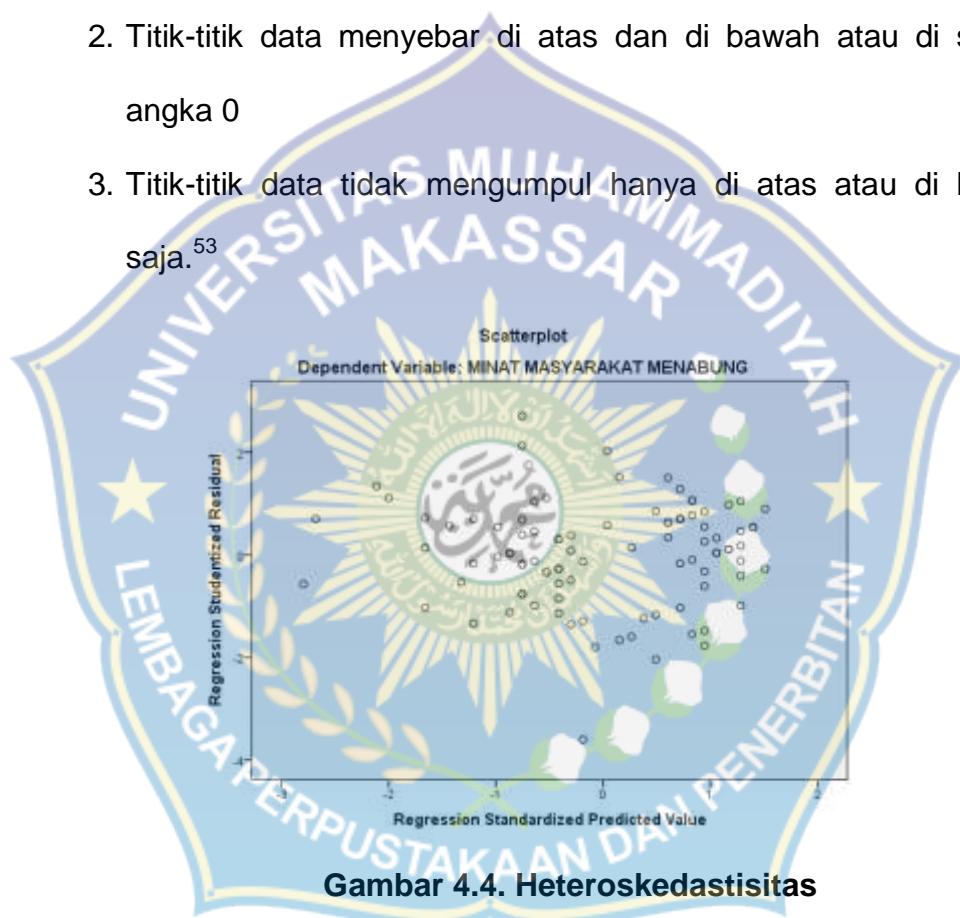 2. Titik-titik data menyebar di atas dan di bawah atau di s
angka 0
3. Titik-titik data tidak mengumpul hanya di atas atau di
saja.53
UNIVERSITAS MUHAMMADIYAH
MAKASSAR
Scatterplot
Dependent Variable: MINAT MASYARAKAT MENABUNG
Regression Studentized Residual
2
0
-2
-4
-3
-2
-1
0
1
2
Regression Standardized Predicted Value
LEMBAGA PERPUSTAKAAN DAN PENERBITAN
Gambar 4.4. Heteroskedastisitas